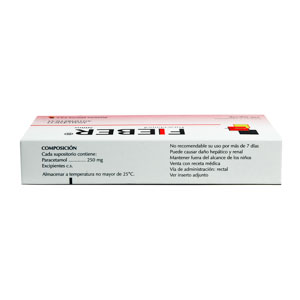 FIEBER®
COMPOSICIÓN
Cada supositorio contiene:
Paracetamol ............ 250 mg
Excipientes c.s.
Almacenar a temperatura no mayor de 25°C.
No recomendable su uso por más de 7 días
Puede causar daño hepático y renal
Mantener fuera del alcance de los niños
Venta con receta médica
Vía de administración: rectal
Ver inserto adjunto